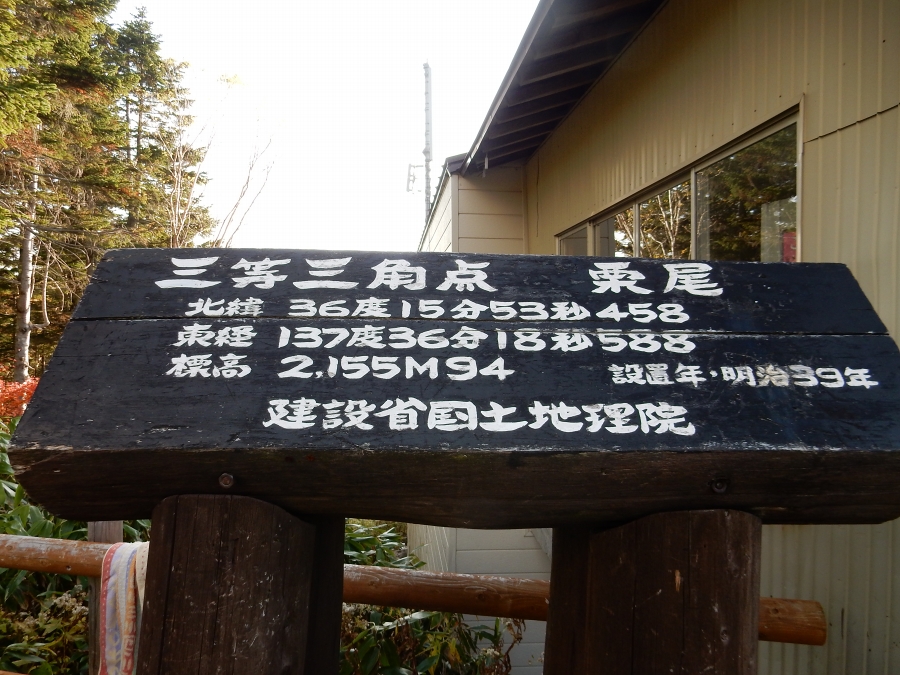 三等三角点 粟尾
北緯 36度15分53秒458
東経 137度36分18秒588
標高 2,155M94 設置年・明治39年
建設省国土地理院